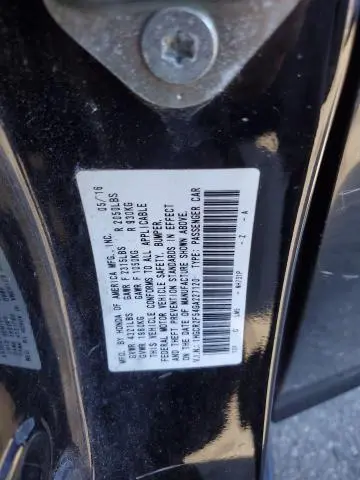 MFD. BY HONDA OF AMERICA MFG., INC. 05/16
GVWR 4321LBS GAWR F 2315LBS R 2050LBS
GVWR 1960KG GAWR F 1050KG R 930KG
THIS VEHICLE CONFORMS TO ALL APPLICABLE
FEDERAL MOTOR VEHICLE SAFETY, BUMPER,
AND THEFT PREVENTION STANDARDS IN EFFECT
ON THE DATE OF MANUFACTURE SHOWN ABOVE.
V.I.N.: TYPE: PASSENGER CAR
- Z - A